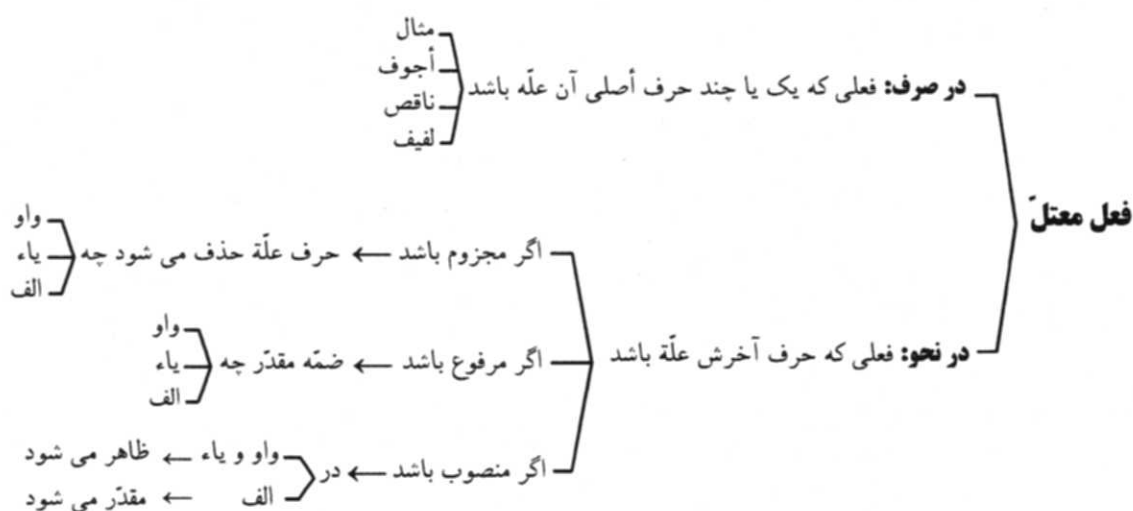 فعل معتلّ
در صرف: فعلی که یک یا چند حرف أصلی آن علّه باشد
مثال
أجوف
ناقص
لفیف
در نحو: فعلی که حرف آخرش علّة باشد
اگر مجزوم باشد ← حرف علّة حذف می شود چه
واو
یاء
الف
اگر مرفوع باشد ← ضمّه مقدّر چه
واو
یاء
الف
اگر منصوب باشد ← در
واو و یاء ← ظاهر می شود
الف ← مقدّر می شود